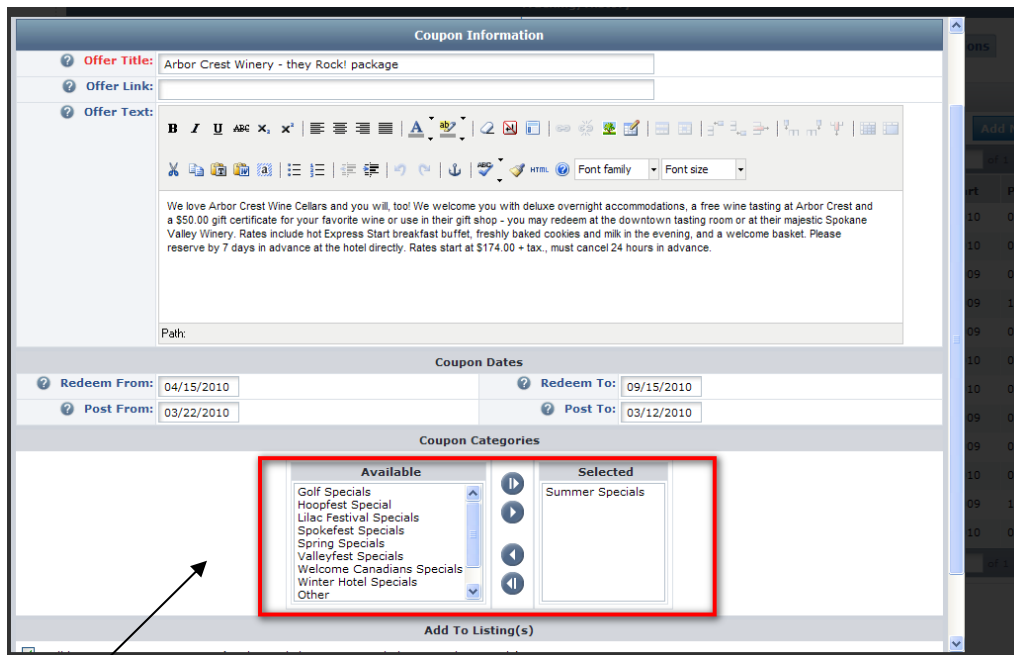 Coupon Information
Offer Title: Arbor Crest Winery - they Rock! package
Offer Link:
Offer Text:
B I U ABC X₂ x² A ab
ABC HTML Font family Font size
We love Arbor Crest Wine Cellars and you will, too! We welcome you with deluxe overnight accommodations, a free wine tasting at Arbor Crest and
a $50.00 gift certificate for your favorite wine or use in their gift shop - you may redeem at the downtown tasting room or at their majestic Spokane
Valley Winery. Rates include hot Express Start breakfast buffet, freshly baked cookies and milk in the evening, and a welcome basket. Please
reserve by 7 days in advance at the hotel directly. Rates start at $174.00 + tax., must cancel 24 hours in advance.
Path:
Coupon Dates
Redeem From: 04/15/2010 Redeem To: 09/15/2010
Post From: 03/22/2010 Post To: 03/12/2010
Coupon Categories
Available Selected
Golf Specials Summer Specials
Hoopfest Special
Lilac Festival Specials
Spokefest Specials
Spring Specials
Valleyfest Specials
Welcome Canadians Specials
Winter Hotel Specials
Other
Add To Listing(s)